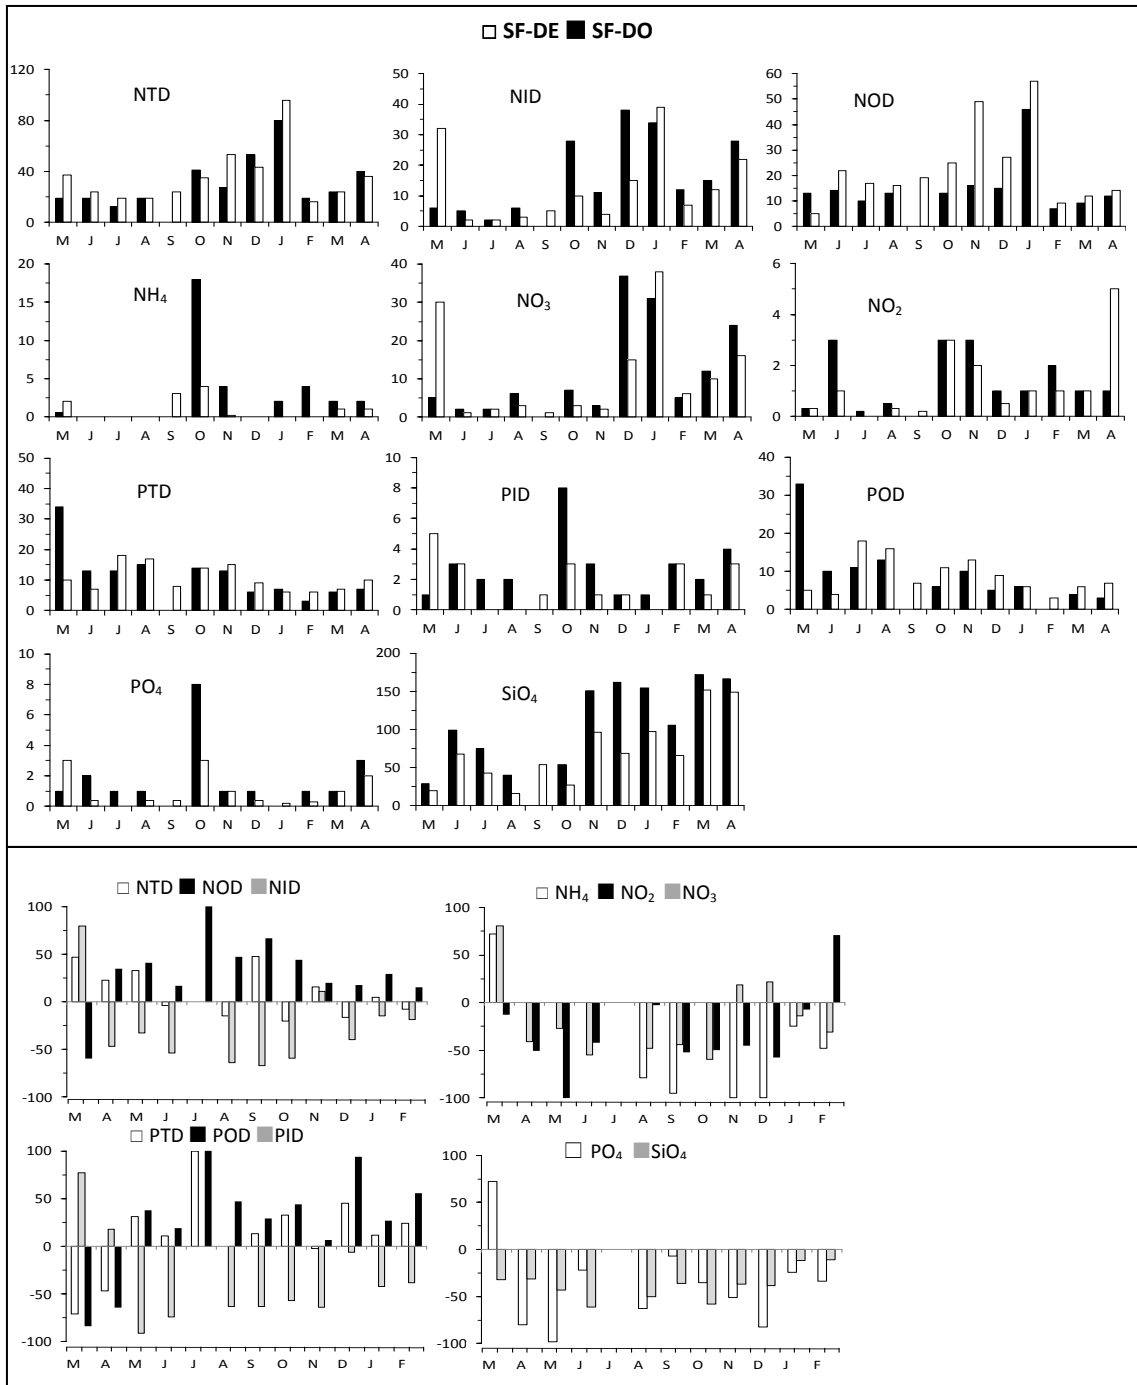 SF-DE SF-DO
NTD
120
80
40
0
M J J A S O N D J F M A
NID
50
40
30
20
10
0
M J J A S O N D J F M A
NOD
60
50
40
30
20
10
0
M J J A S O N D J F M A
NH₄
20
15
10
5
0
M J J A S O N D J F M A
NO₃
40
30
20
10
0
M J J A S O N D J F M A
NO₂
6
4
2
0
M J J A S O N D J F M A
PTD
50
40
30
20
10
0
M J J A S O N D J F M A
PID
10
8
6
4
2
0
M J J A S O N D J F M A
POD
40
30
20
10
0
M J J A S O N D J F M A
PO₄
10
8
6
4
2
0
M J J A S O N D J F M A
SiO₄
200
150
100
50
0
M J J A S O N D J F M A
NTD NOD NID
100
50
0
-50
-100
M A M J J A S O N D J F
NH₄ NO₂ NO₃
100
50
0
-50
-100
M A M J J A S O N D J F
PTD POD PID
100
50
0
-50
-100
M A M J J A S O N D J F
PO₄ SiO₄
100
50
0
-50
-100
M A M J J A S O N D J F